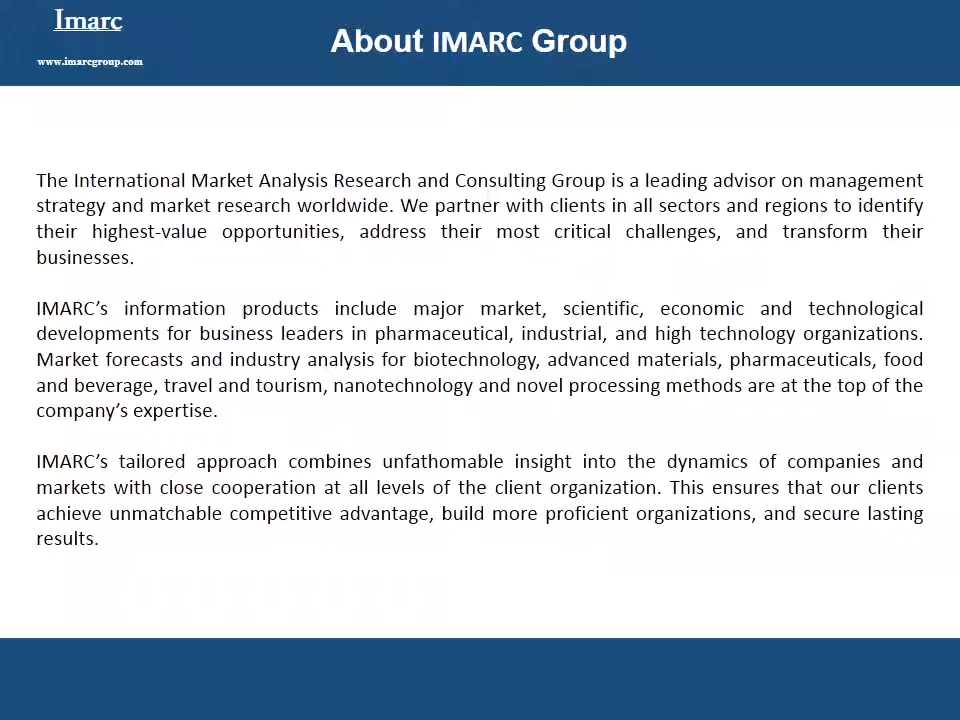 Imarc
www.imarcgroup.com
About IMARC Group
The International Market Analysis Research and Consulting Group is a leading advisor on management
strategy and market research worldwide. We partner with clients in all sectors and regions to identify
their highest-value opportunities, address their most critical challenges, and transform their
businesses.
IMARC’s information products include major market, scientific, economic and technological
developments for business leaders in pharmaceutical, industrial, and high technology organizations.
Market forecasts and industry analysis for biotechnology, advanced materials, pharmaceuticals, food
and beverage, travel and tourism, nanotechnology and novel processing methods are at the top of the
company’s expertise.
IMARC’s tailored approach combines unfathomable insight into the dynamics of companies and
markets with close cooperation at all levels of the client organization. This ensures that our clients
achieve unmatchable competitive advantage, build more proficient organizations, and secure lasting
results.